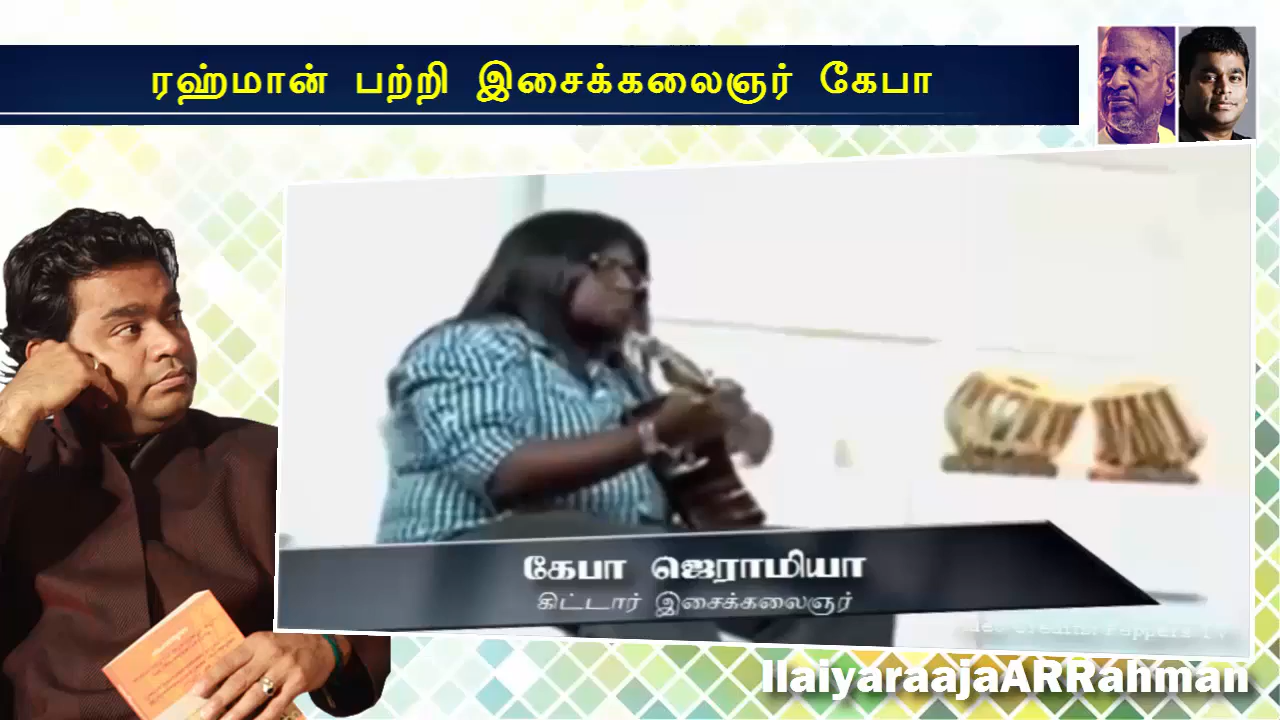 ரஹ்மான் பற்றி இசைக்கலைஞர் கேபா
கேபா ஜெராமியா
கிட்டார் இசைக்கலைஞர்
IlaiyaraajaARRahman